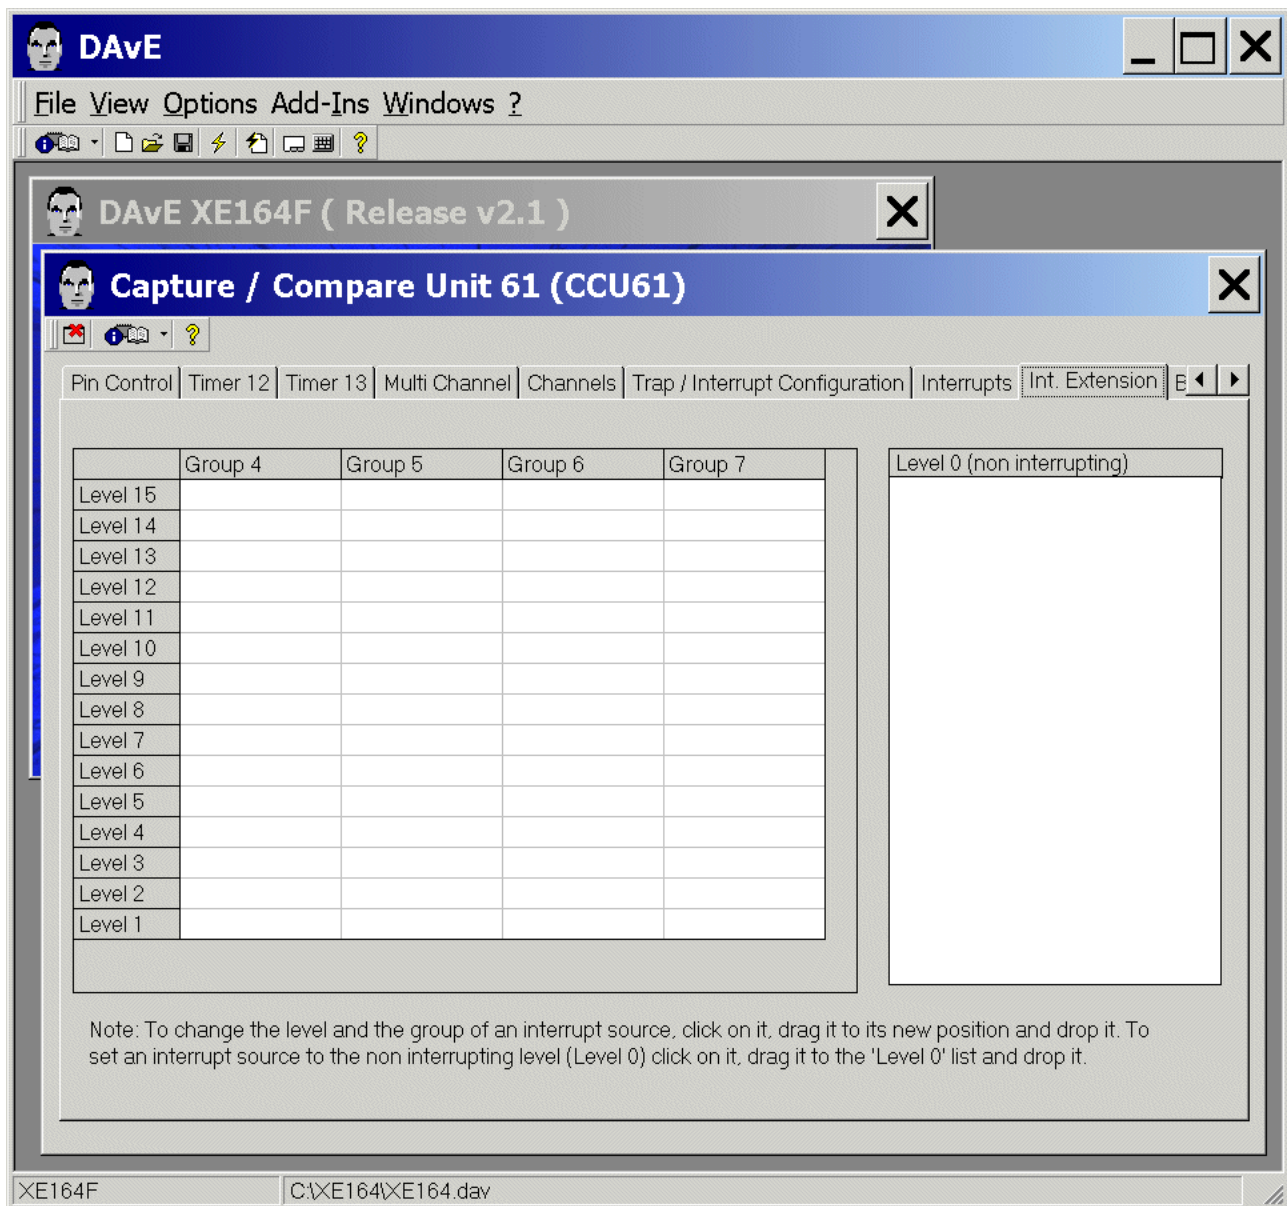 DAvE
File View Options Add-Ins Windows ?
DAvE XE164F ( Release v2.1 )
Capture / Compare Unit 61 (CCU61)
Pin Control Timer 12 Timer 13 Multi Channel Channels Trap / Interrupt Configuration Interrupts Int. Extension
Group 4 Group 5 Group 6 Group 7
Level 0 (non interrupting)
Level 15
Level 14
Level 13
Level 12
Level 11
Level 10
Level 9
Level 8
Level 7
Level 6
Level 5
Level 4
Level 3
Level 2
Level 1
Note: To change the level and the group of an interrupt source, click on it, drag it to its new position and drop it. To
set an interrupt source to the non interrupting level (Level 0) click on it, drag it to the 'Level 0' list and drop it.
XE164F C:\XE164\XE164.dav